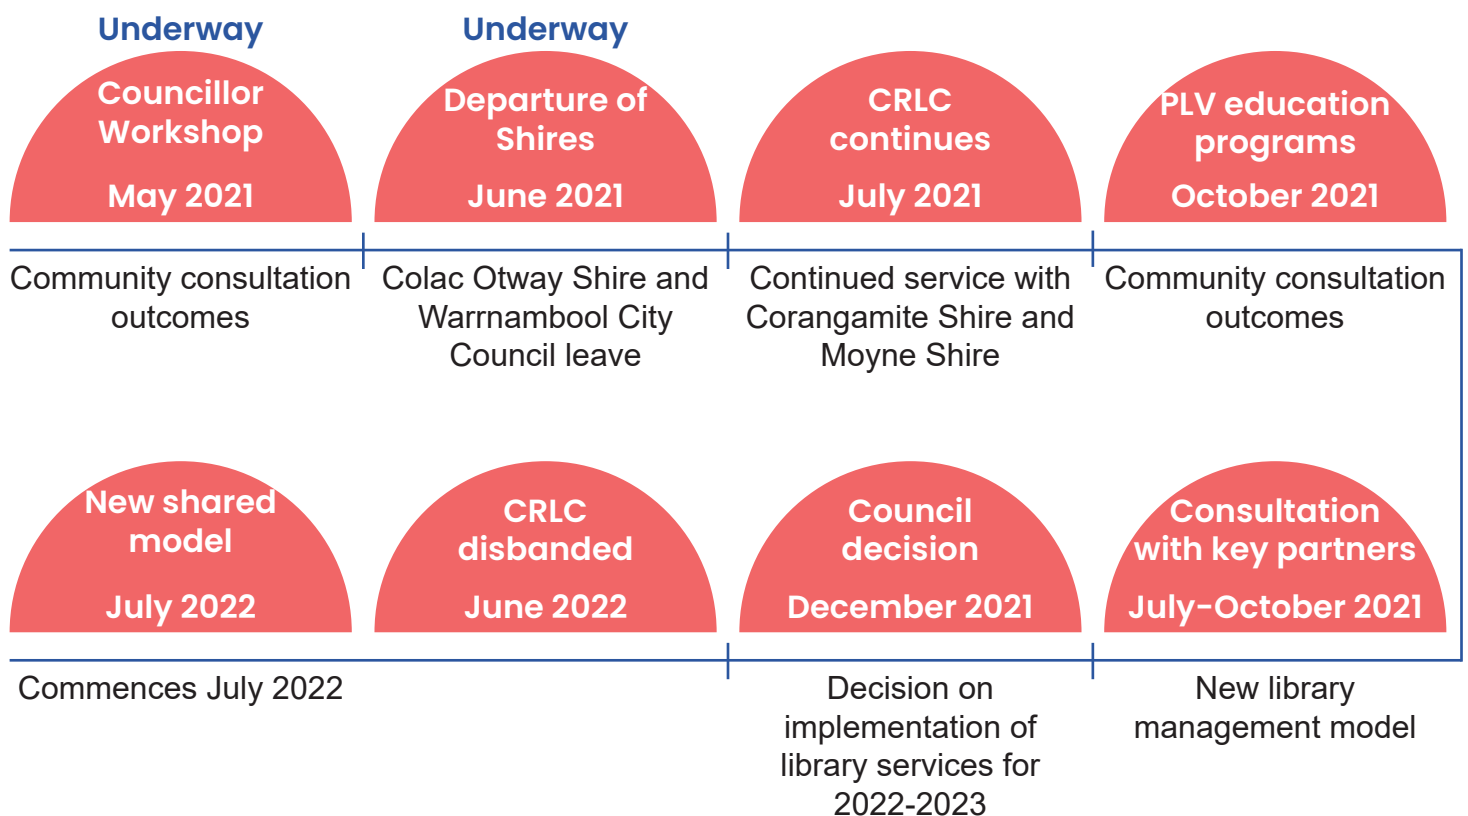 Underway
Councillor
Workshop
May 2021
Community consultation
outcomes
Underway
Departure of
Shires
June 2021
Colac Otway Shire and
Warrnambool City
Council leave
CRLC
continues
July 2021
Continued service with
Corangamite Shire and
Moyne Shire
PLV education
programs
October 2021
Community consultation
outcomes
New shared
model
July 2022
Commences July 2022
CRLC
disbanded
June 2022
Council
decision
December 2021
Decision on
implementation of
library services for
2022-2023
Consultation
with key partners
July-October 2021
New library
management model